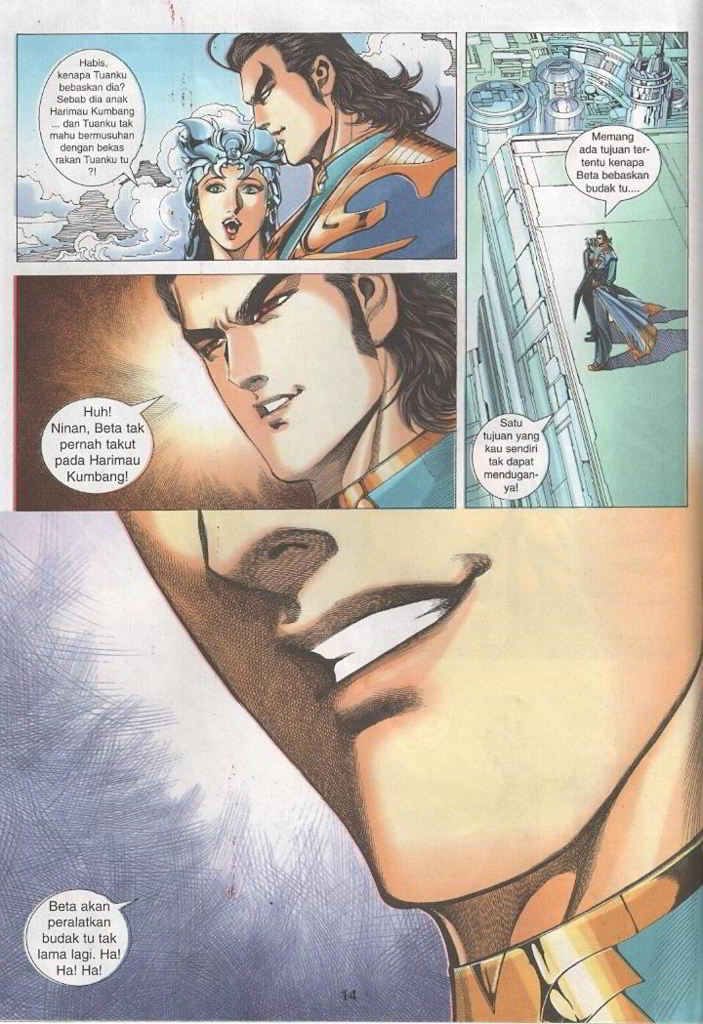 Habis,
kenapa Tuanku
bebaskan dia?
Sebab dia anak
Harimau Kumbang
... dan Tuanku tak
mahu bermusuhan
dengan bekas
rakan Tuanku tu
?!
Huh!
Ninan, Beta tak
pernah takut
pada Harimau
Kumbang!
Memang
ada tujuan ter-
tentu kenapa
Beta bebaskan
budak tu....
Satu
tujuan yang
kau sendiri
tak dapat
mendugan-
ya!
Beta akan
peralatkan
budak tu tak
lama lagi. Ha!
Ha! Ha!
14